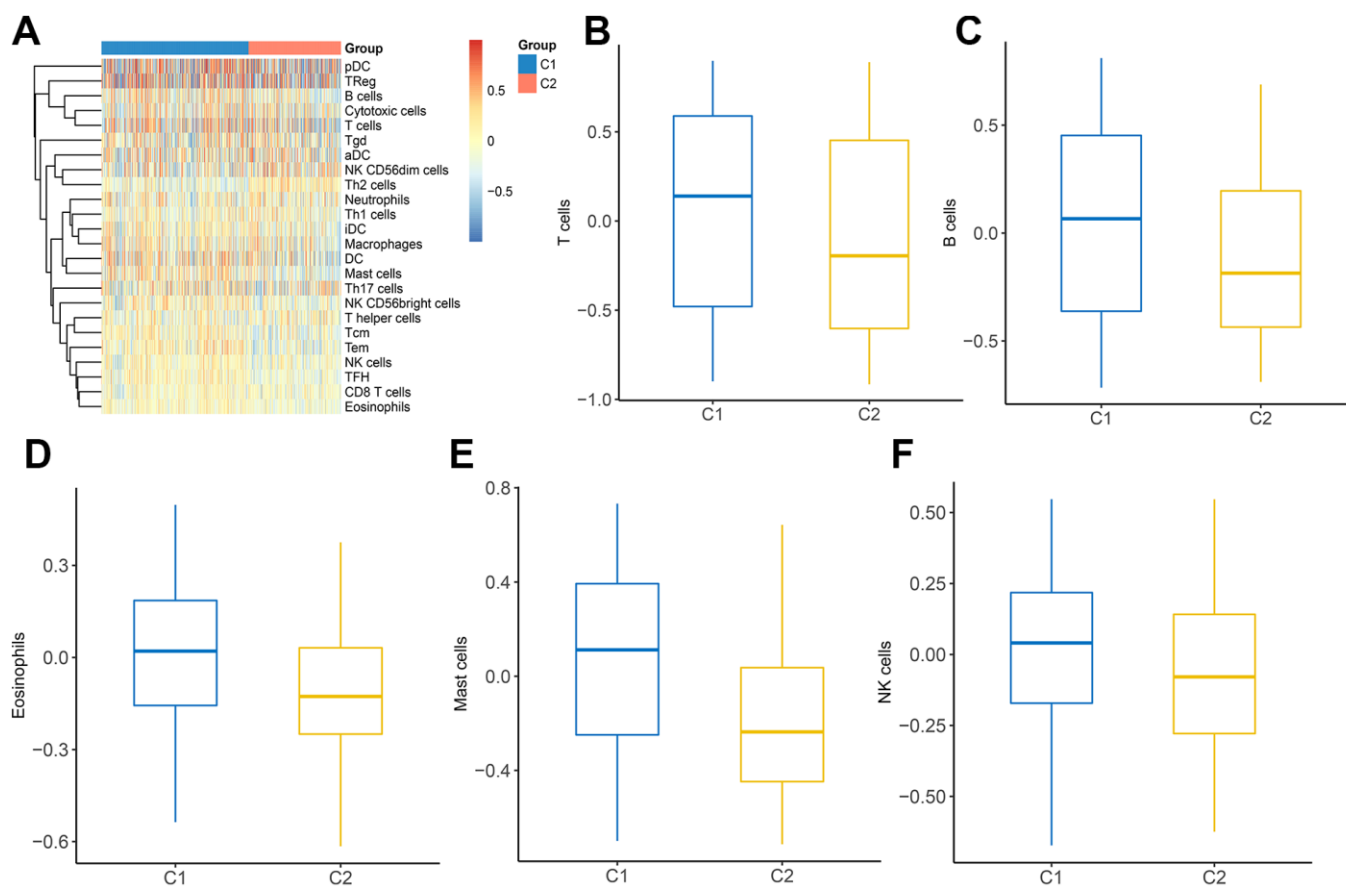 A
Group
pDC
TReg
B cells
Cytotoxic cells
T cells
Tgd
aDC
NK CD56dim cells
Th2 cells
Neutrophils
Th1 cells
iDC
Macrophages
DC
Mast cells
Th17 cells
NK CD56bright cells
T helper cells
Tcm
Tem
NK cells
TFH
CD8 T cells
Eosinophils
0.5
0
−0.5
Group
C1
C2
B
T cells
0.5
0.0
−0.5
−1.0
C1 C2
C
B cells
0.5
0.0
−0.5
C1 C2
D
Eosinophils
0.3
0.0
−0.3
−0.6
C1 C2
E
Mast cells
0.8
0.4
0.0
−0.4
C1 C2
F
NK cells
0.50
0.25
0.00
−0.25
−0.50
C1 C2